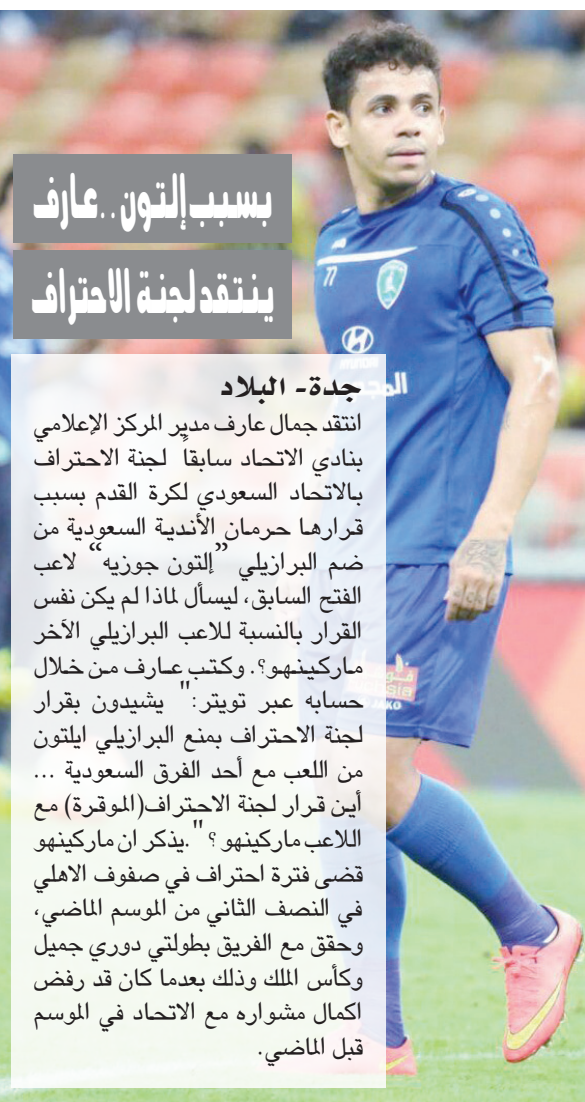 بسبب إلتون..عارف
ينتقد لجنة الاحتراف
جدة- البلاد
انتقد جمال عارف مدير المركز الإعلامي
بنادي الاتحاد سابقاً لجنة الاحتراف
بالاتحاد السعودي لكرة القدم بسبب
قرارها حرمان الأندية السعودية من
ضم البرازيلي ”إلتون جوزيه“ لاعب
الفتح السابق، ليسأل لماذا لم يكن نفس
القرار بالنسبة للاعب البرازيلي الآخر
ماركينهو؟. وكتب عارف من خلال
حسابه عبر تويتر:" يشيدون بقرار
لجنة الاحتراف بمنع البرازيلي ايلتون
من اللعب مع أحد الفرق السعودية ...
أين قرار لجنة الاحتراف(الموقرة) مع
اللاعب ماركينهو ؟ ".يذكر ان ماركينهو
قضى فترة احتراف في صفوف الاهلي
في النصف الثاني من الموسم الماضي،
وحقق مع الفريق بطولتي دوري جميل
وكأس الملك وذلك بعدما كان قد رفض
اكمال مشواره مع الاتحاد في الموسم
قبل الماضي.
77
HYUNDAI
JAKO